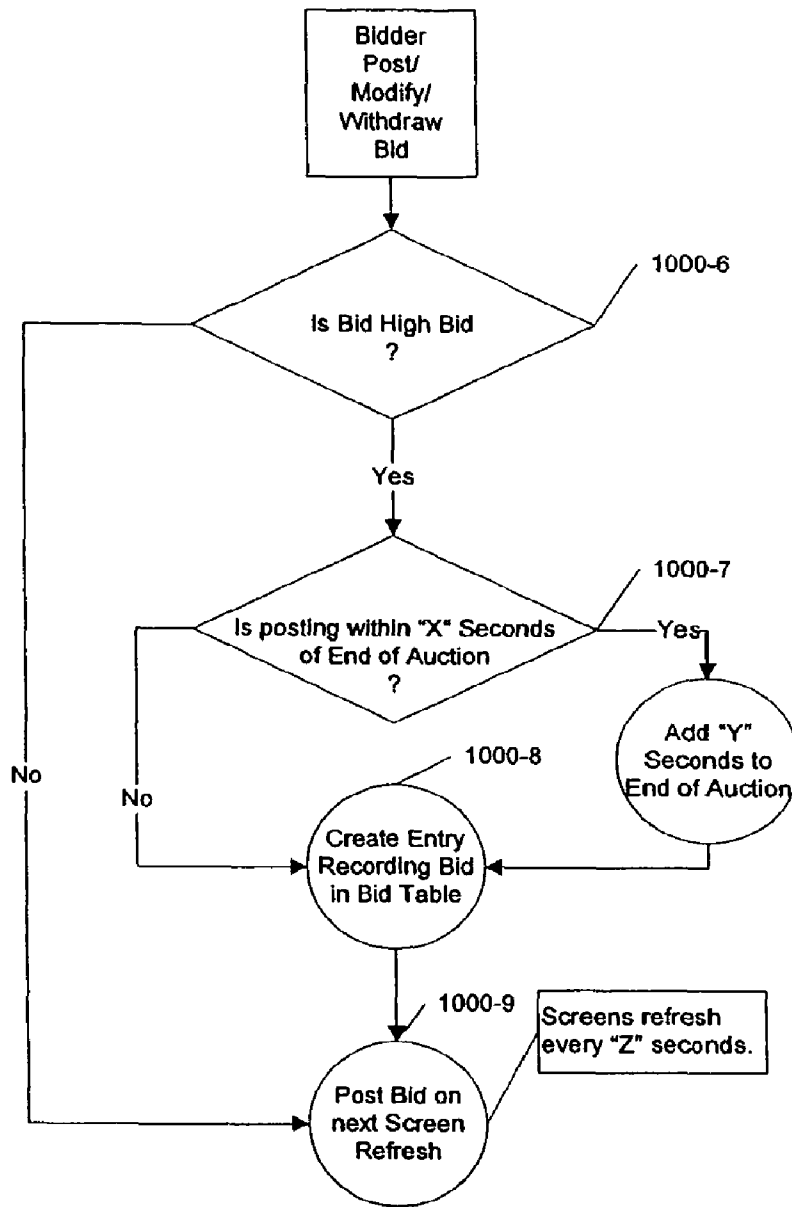 Bidder
Post/
Modify/
Withdraw
Bid
1000-6
Is Bid High Bid
?
Yes
1000-7
Is posting within "X" Seconds
of End of Auction
?
Yes
Add "Y"
Seconds to
End of Auction
No
No
1000-8
Create Entry
Recording Bid
in Bid Table
1000-9
Screens refresh
every "Z" seconds.
Post Bid on
next Screen
Refresh